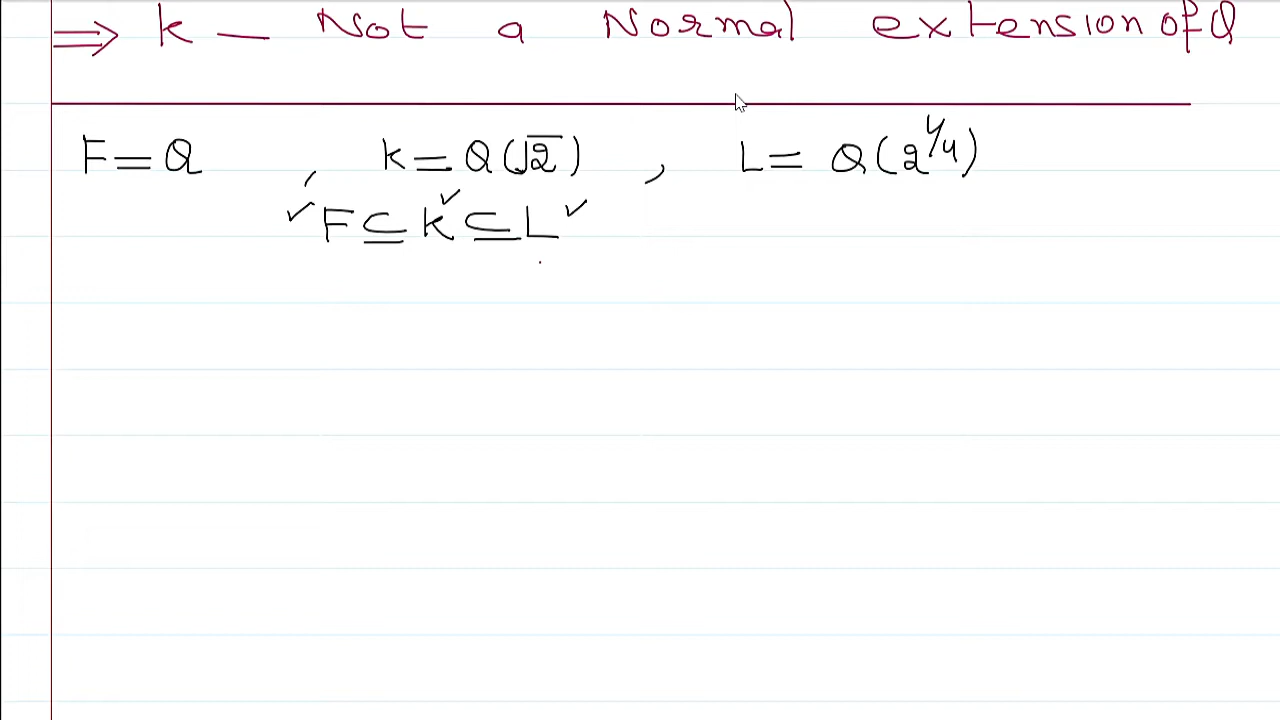 ⇒ k – Not a Normal extension of Q
F = Q , k = Q(√2) , L = Q(2^1/4)
✓ F ⊆ k ✓ ⊆ L ✓